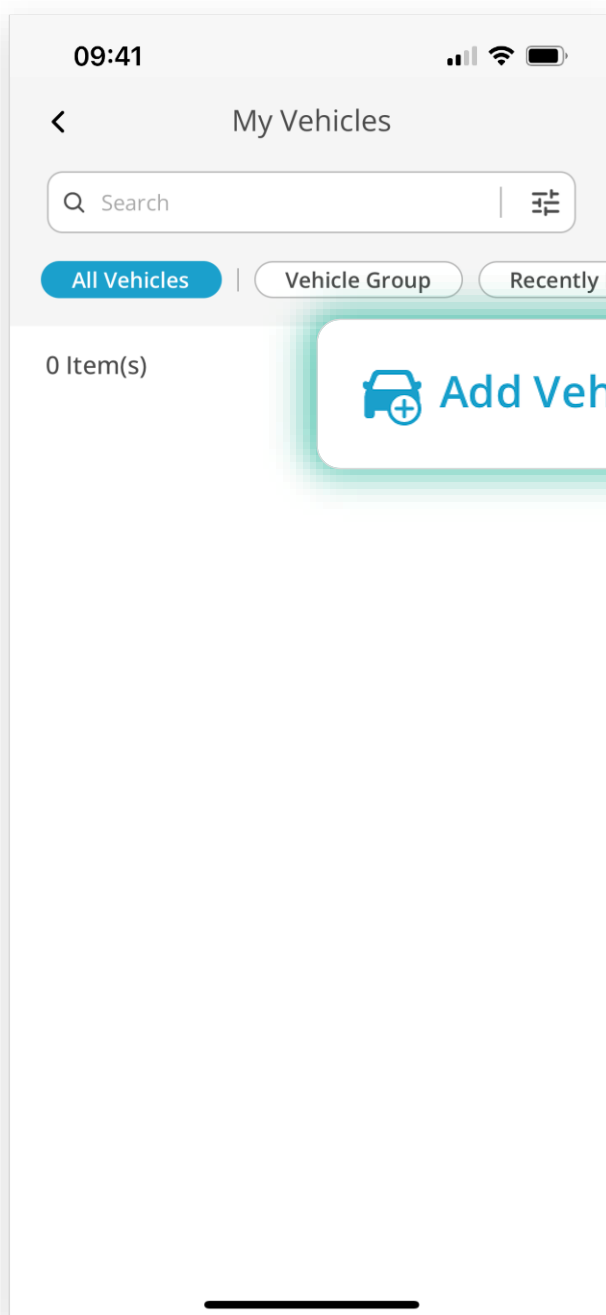 09:41
My Vehicles
Search
All Vehicles | Vehicle Group Recently
0 Item(s)
Add Veh